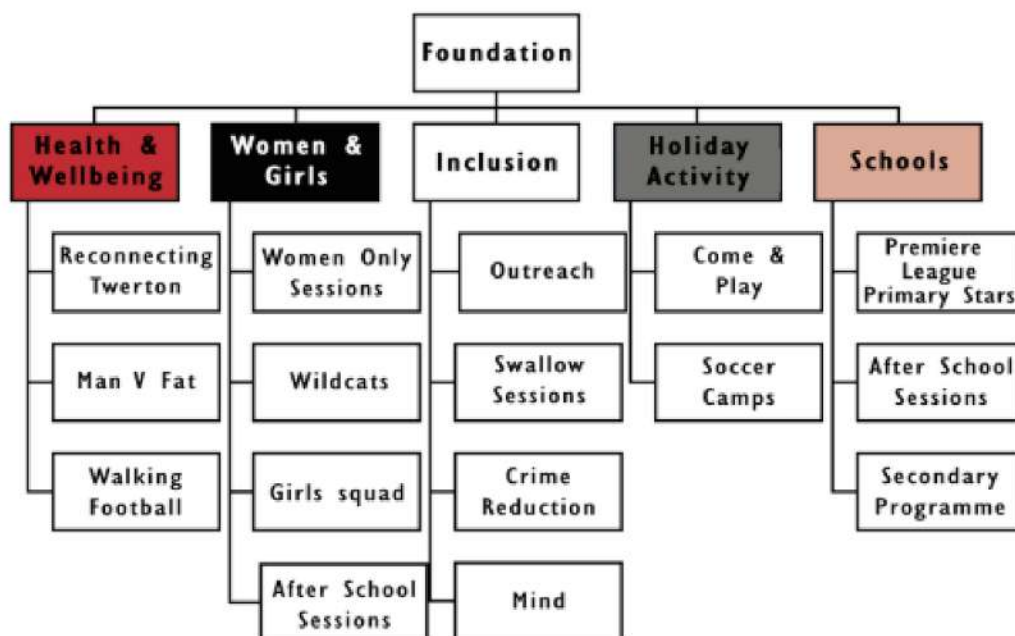 Foundation
Health &
Wellbeing
Women &
Girls
Inclusion
Holiday
Activity
Schools
Reconnecting
Twerton
Man V Fat
Walking
Football
Women Only
Sessions
Wildcats
Girls squad
After School
Sessions
Outreach
Swallow
Sessions
Crime
Reduction
Mind
Come &
Play
Soccer
Camps
Premiere
League
Primary Stars
After School
Sessions
Secondary
Programme